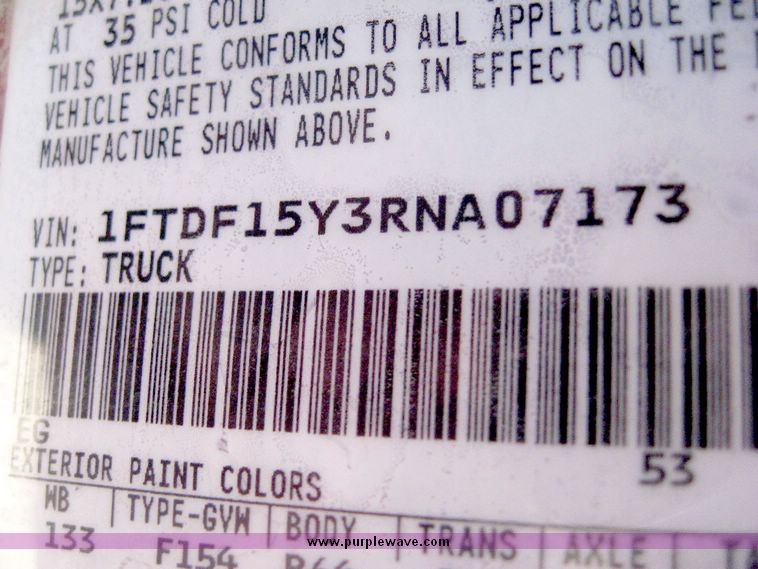 AT 35 PSI COLD
THIS VEHICLE CONFORMS TO ALL APPLICABLE
VEHICLE SAFETY STANDARDS IN EFFECT ON THE
MANUFACTURE SHOWN ABOVE.
VIN: 1FTDF15Y3RNA07173
TYPE: TRUCK
EG
EXTERIOR PAINT COLORS 53
WB TYPE-GVW BODY TRANS AXLE
133 F154
www.purplewave.com